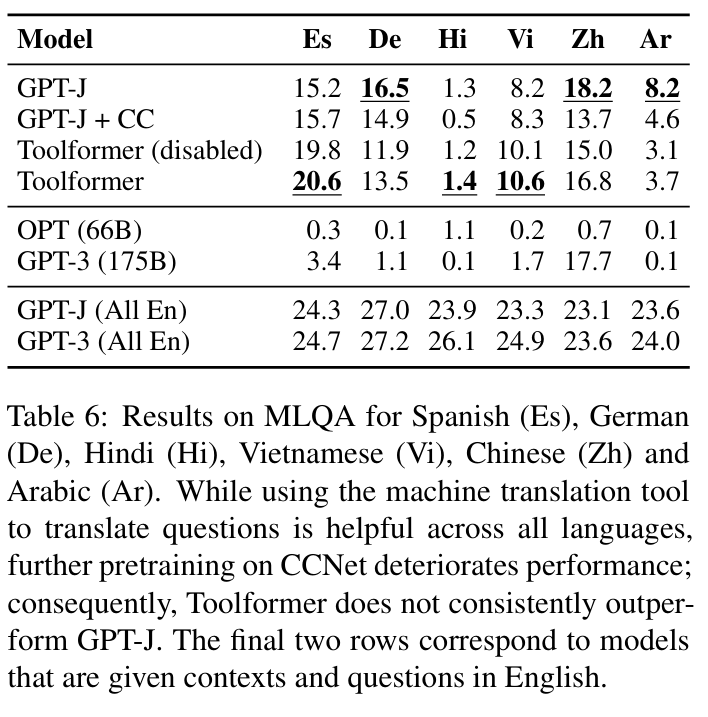 Model Es De Hi Vi Zh Ar
GPT-J 15.2 16.5 1.3 8.2 18.2 8.2
GPT-J + CC 15.7 14.9 0.5 8.3 13.7 4.6
Toolformer (disabled) 19.8 11.9 1.2 10.1 15.0 3.1
Toolformer 20.6 13.5 1.4 10.6 16.8 3.7
OPT (66B) 0.3 0.1 1.1 0.2 0.7 0.1
GPT-3 (175B) 3.4 1.1 0.1 1.7 17.7 0.1
GPT-J (All En) 24.3 27.0 23.9 23.3 23.1 23.6
GPT-3 (All En) 24.7 27.2 26.1 24.9 23.6 24.0
Table 6: Results on MLQA for Spanish (Es), German
(De), Hindi (Hi), Vietnamese (Vi), Chinese (Zh) and
Arabic (Ar). While using the machine translation tool
to translate questions is helpful across all languages,
further pretraining on CCNet deteriorates performance;
consequently, Toolformer does not consistently outper-
form GPT-J. The final two rows correspond to models
that are given contexts and questions in English.